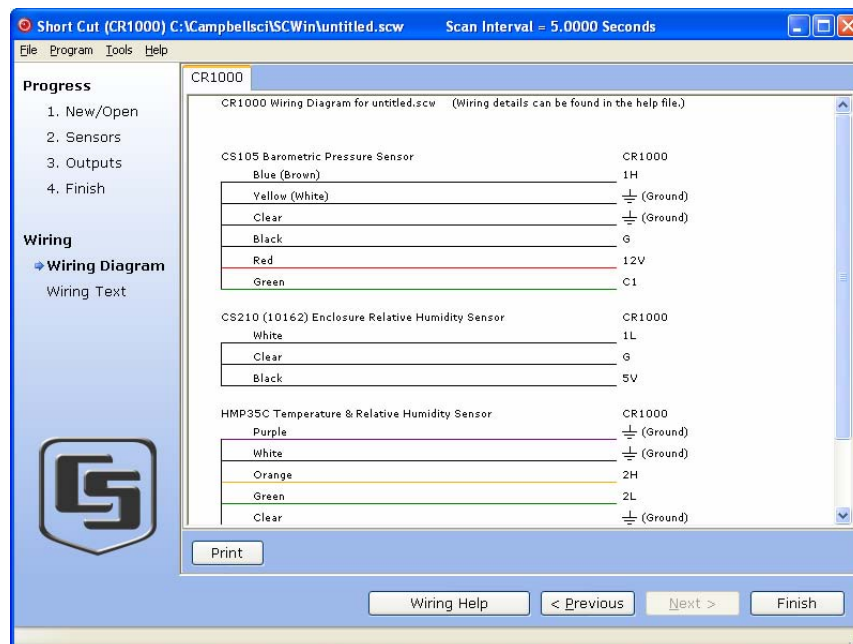 Short Cut (CR1000) C:\Campbellsci\SCWin\untitled.scw Scan Interval = 5.0000 Seconds
File Program Tools Help
Progress
1. New/Open
2. Sensors
3. Outputs
4. Finish
Wiring
Wiring Diagram
Wiring Text
CR1000
CR1000 Wiring Diagram for untitled.scw (Wiring details can be found in the help file.)
CS105 Barometric Pressure Sensor CR1000
Blue (Brown) 1H
Yellow (White) (Ground)
Clear (Ground)
Black G
Red 12V
Green C1
CS210 (10162) Enclosure Relative Humidity Sensor CR1000
White 1L
Clear G
Black 5V
HMP35C Temperature & Relative Humidity Sensor CR1000
Purple (Ground)
White (Ground)
Orange 2H
Green 2L
Clear (Ground)
CS
Print
Wiring Help < Previous Next > Finish